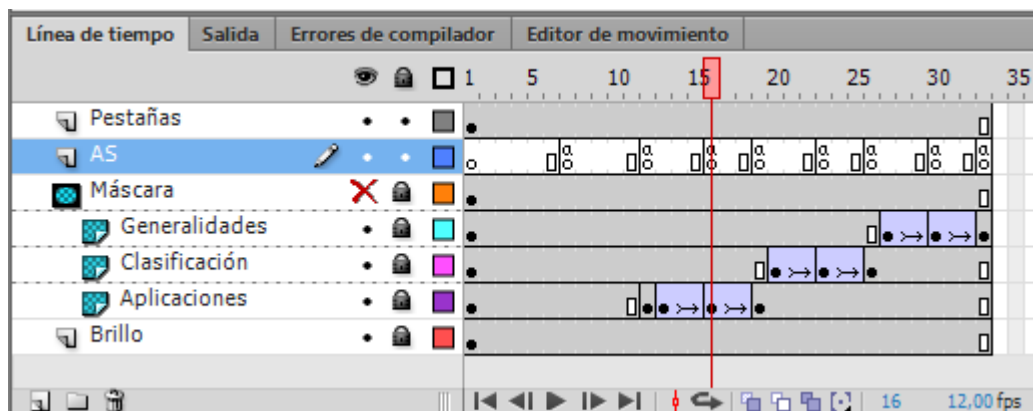 Línea de tiempo Salida Errores de compilador Editor de movimiento
1 5 10 15 20 25 30 35
Pestañas
AS
Máscara
Generalidades
Clasificación
Aplicaciones
Brillo
16 12,00 fps